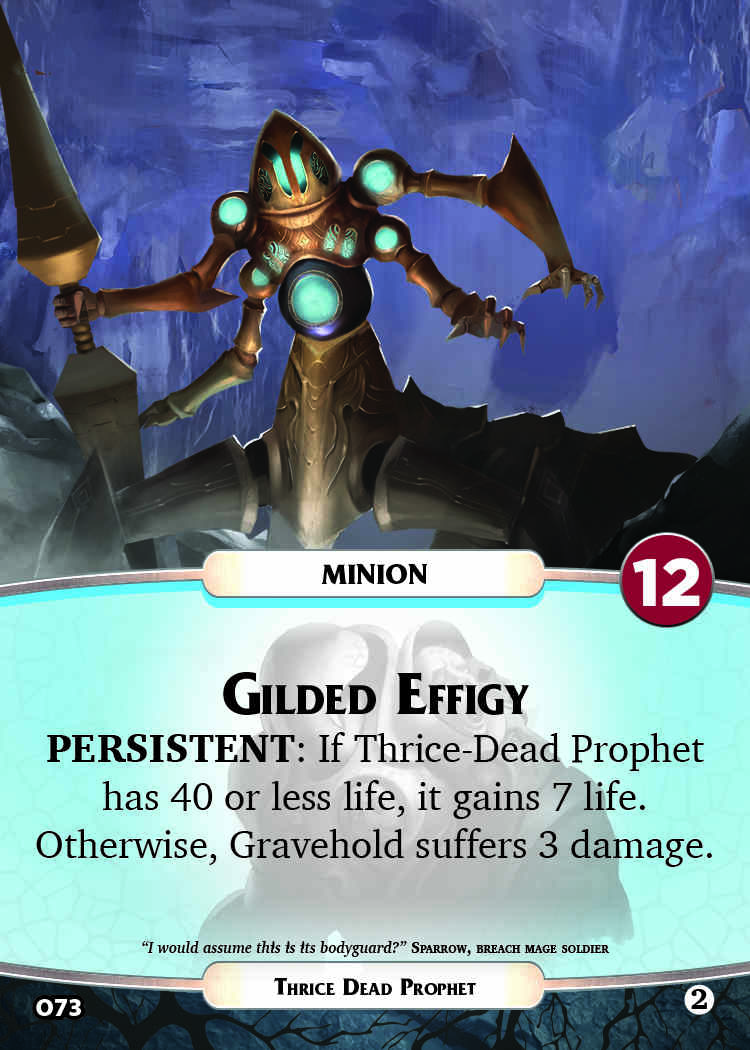 MINION
12
Gilded Effigy
PERSISTENT: If Thrice-Dead Prophet
has 40 or less life, it gains 7 life.
Otherwise, Gravehold suffers 3 damage.
“I would assume this is its bodyguard?” Sparrow, breach mage soldier
Thrice Dead Prophet
073
2